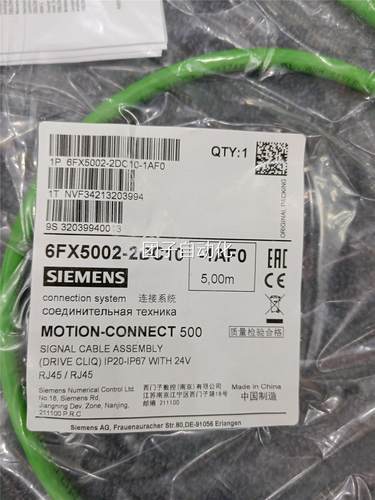 1P 6FX5002-2DC10-1AF0
QTY:1
1T NVF34213203994
9S 32039940013
ORIGINAL PACKING
6FX5002-2DC10 1AF0
团子自动化
SIEMENS
5,00m
EAC
CE
connection system 连接系统
соединительная техника
MOTION-CONNECT 500
质量检验合格
SIGNAL CABLE ASSEMBLY
(DRIVE CLIQ) IP20-IP67 WITH 24V
RJ45 / RJ45
Made in China
中国制造
Siemens Numerical Control Ltd.
No.18, Siemens Rd,
Jiangning Dev. Zone, Nanjing,
211100 P.R.C
西门子数控(南京)有限公司
江苏南京江宁区西门子路18号
邮编 211100
Siemens AG, Frauenauracher Str.80,DE-91056 Erlangen